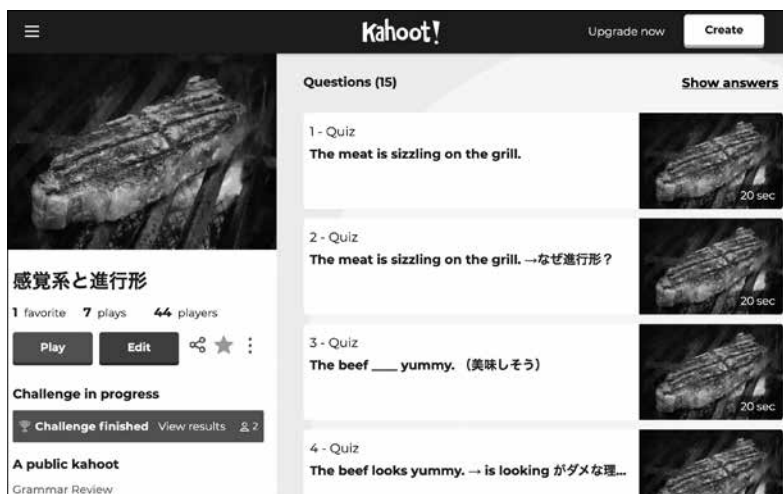 Kahoot!
Upgrade now
Create
感覚系と進行形
1 favorite 7 plays 44 players
Play
Edit
Challenge in progress
Challenge finished View results 2
A public kahoot
Grammar Review
Questions (15)
Show answers
1 - Quiz
The meat is sizzling on the grill.
20 sec
2 - Quiz
The meat is sizzling on the grill. →なぜ進行形？
20 sec
3 - Quiz
The beef ____ yummy. （美味しそう）
20 sec
4 - Quiz
The beef looks yummy. → is looking がダメな理...